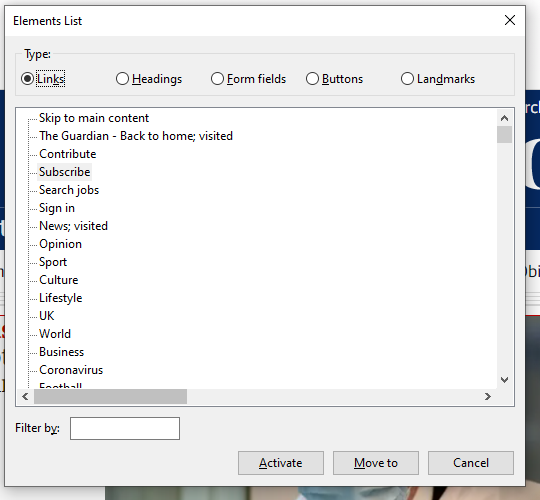 Elements List
Type:
Links Headings Form fields Buttons Landmarks
Skip to main content
The Guardian - Back to home; visited
Contribute
Subscribe
Search jobs
Sign in
News; visited
Opinion
Sport
Culture
Lifestyle
UK
World
Business
Coronavirus
Football
Filter by:
Activate Move to Cancel